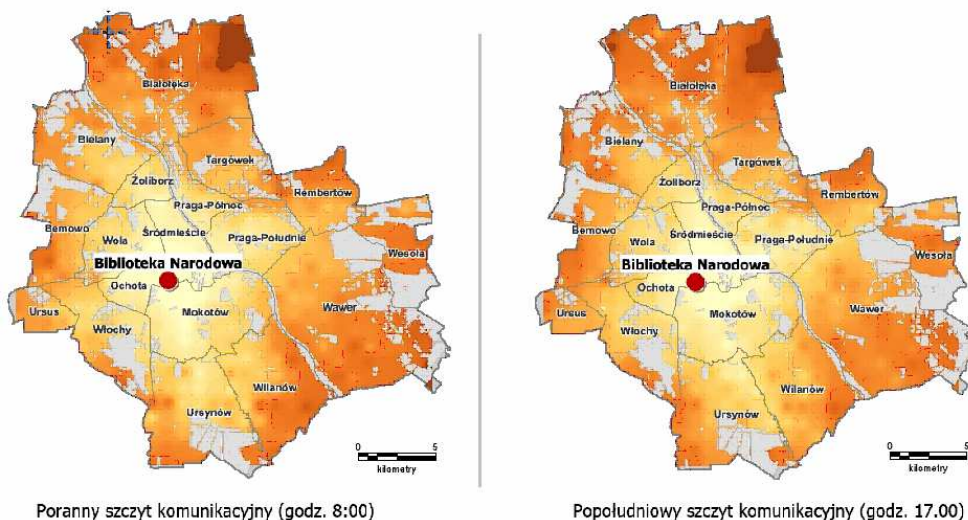 Białołęka
Bielany
Targówek
Żoliborz
Rembertów
Praga-Północ
Bemowo
Śródmieście
Wola
Praga-Południe
Wesoła
Biblioteka Narodowa
Ochota
Ursus
Mokotów
Wawer
Włochy
Wilanów
Ursynów
0 5
kilometry
Poranny szczyt komunikacyjny (godz. 8:00)
Białołęka
Bielany
Targówek
Żoliborz
Rembertów
Praga-Północ
Bemowo
Śródmieście
Wola
Praga-Południe
Wesoła
Biblioteka Narodowa
Ochota
Ursus
Mokotów
Wawer
Włochy
Wilanów
Ursynów
0 5
kilometry
Popołudniowy szczyt komunikacyjny (godz. 17.00)